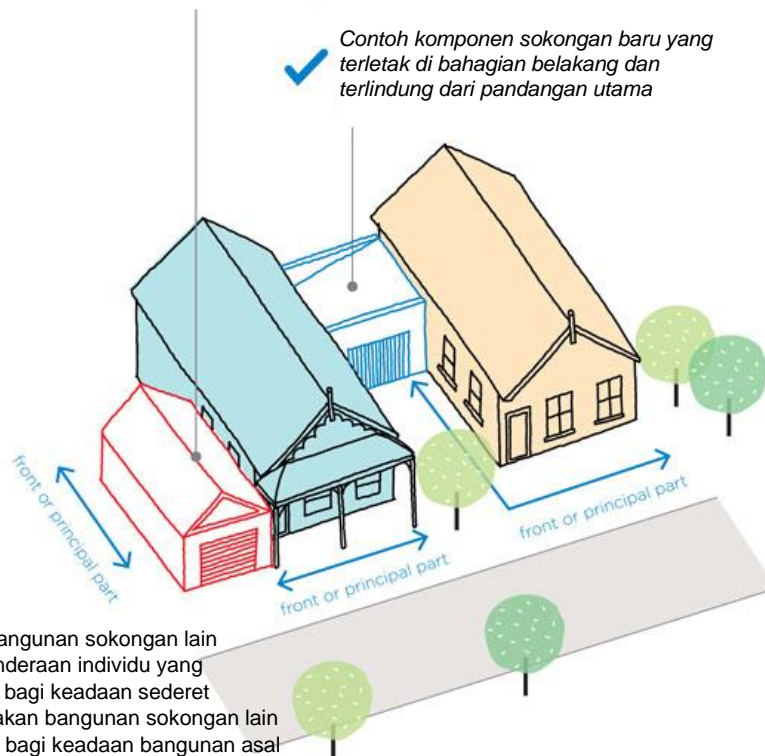 Contoh komponen sokongan baru yang
terletak di bahagian belakang dan
terlindung dari pandangan utama
front or principal part
front or principal part
front or principal part
bangunan sokongan lain
nderaan individu yang
bagi keadaan sederet
akan bangunan sokongan lain
bagi keadaan bangunan asal